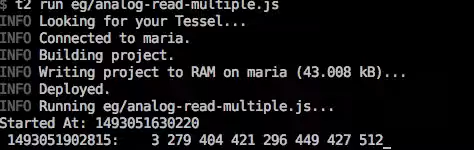 $ t2 run eg/analog-read-multiple.js
INFO Looking for your Tessel...
INFO Connected to maria.
INFO Building project.
INFO Writing project to RAM on maria (43.008 kB)...
INFO Deployed.
INFO Running eg/analog-read-multiple.js...
Started At: 1493051630220
1493051902815:    3 279 404 421 296 449 427 512